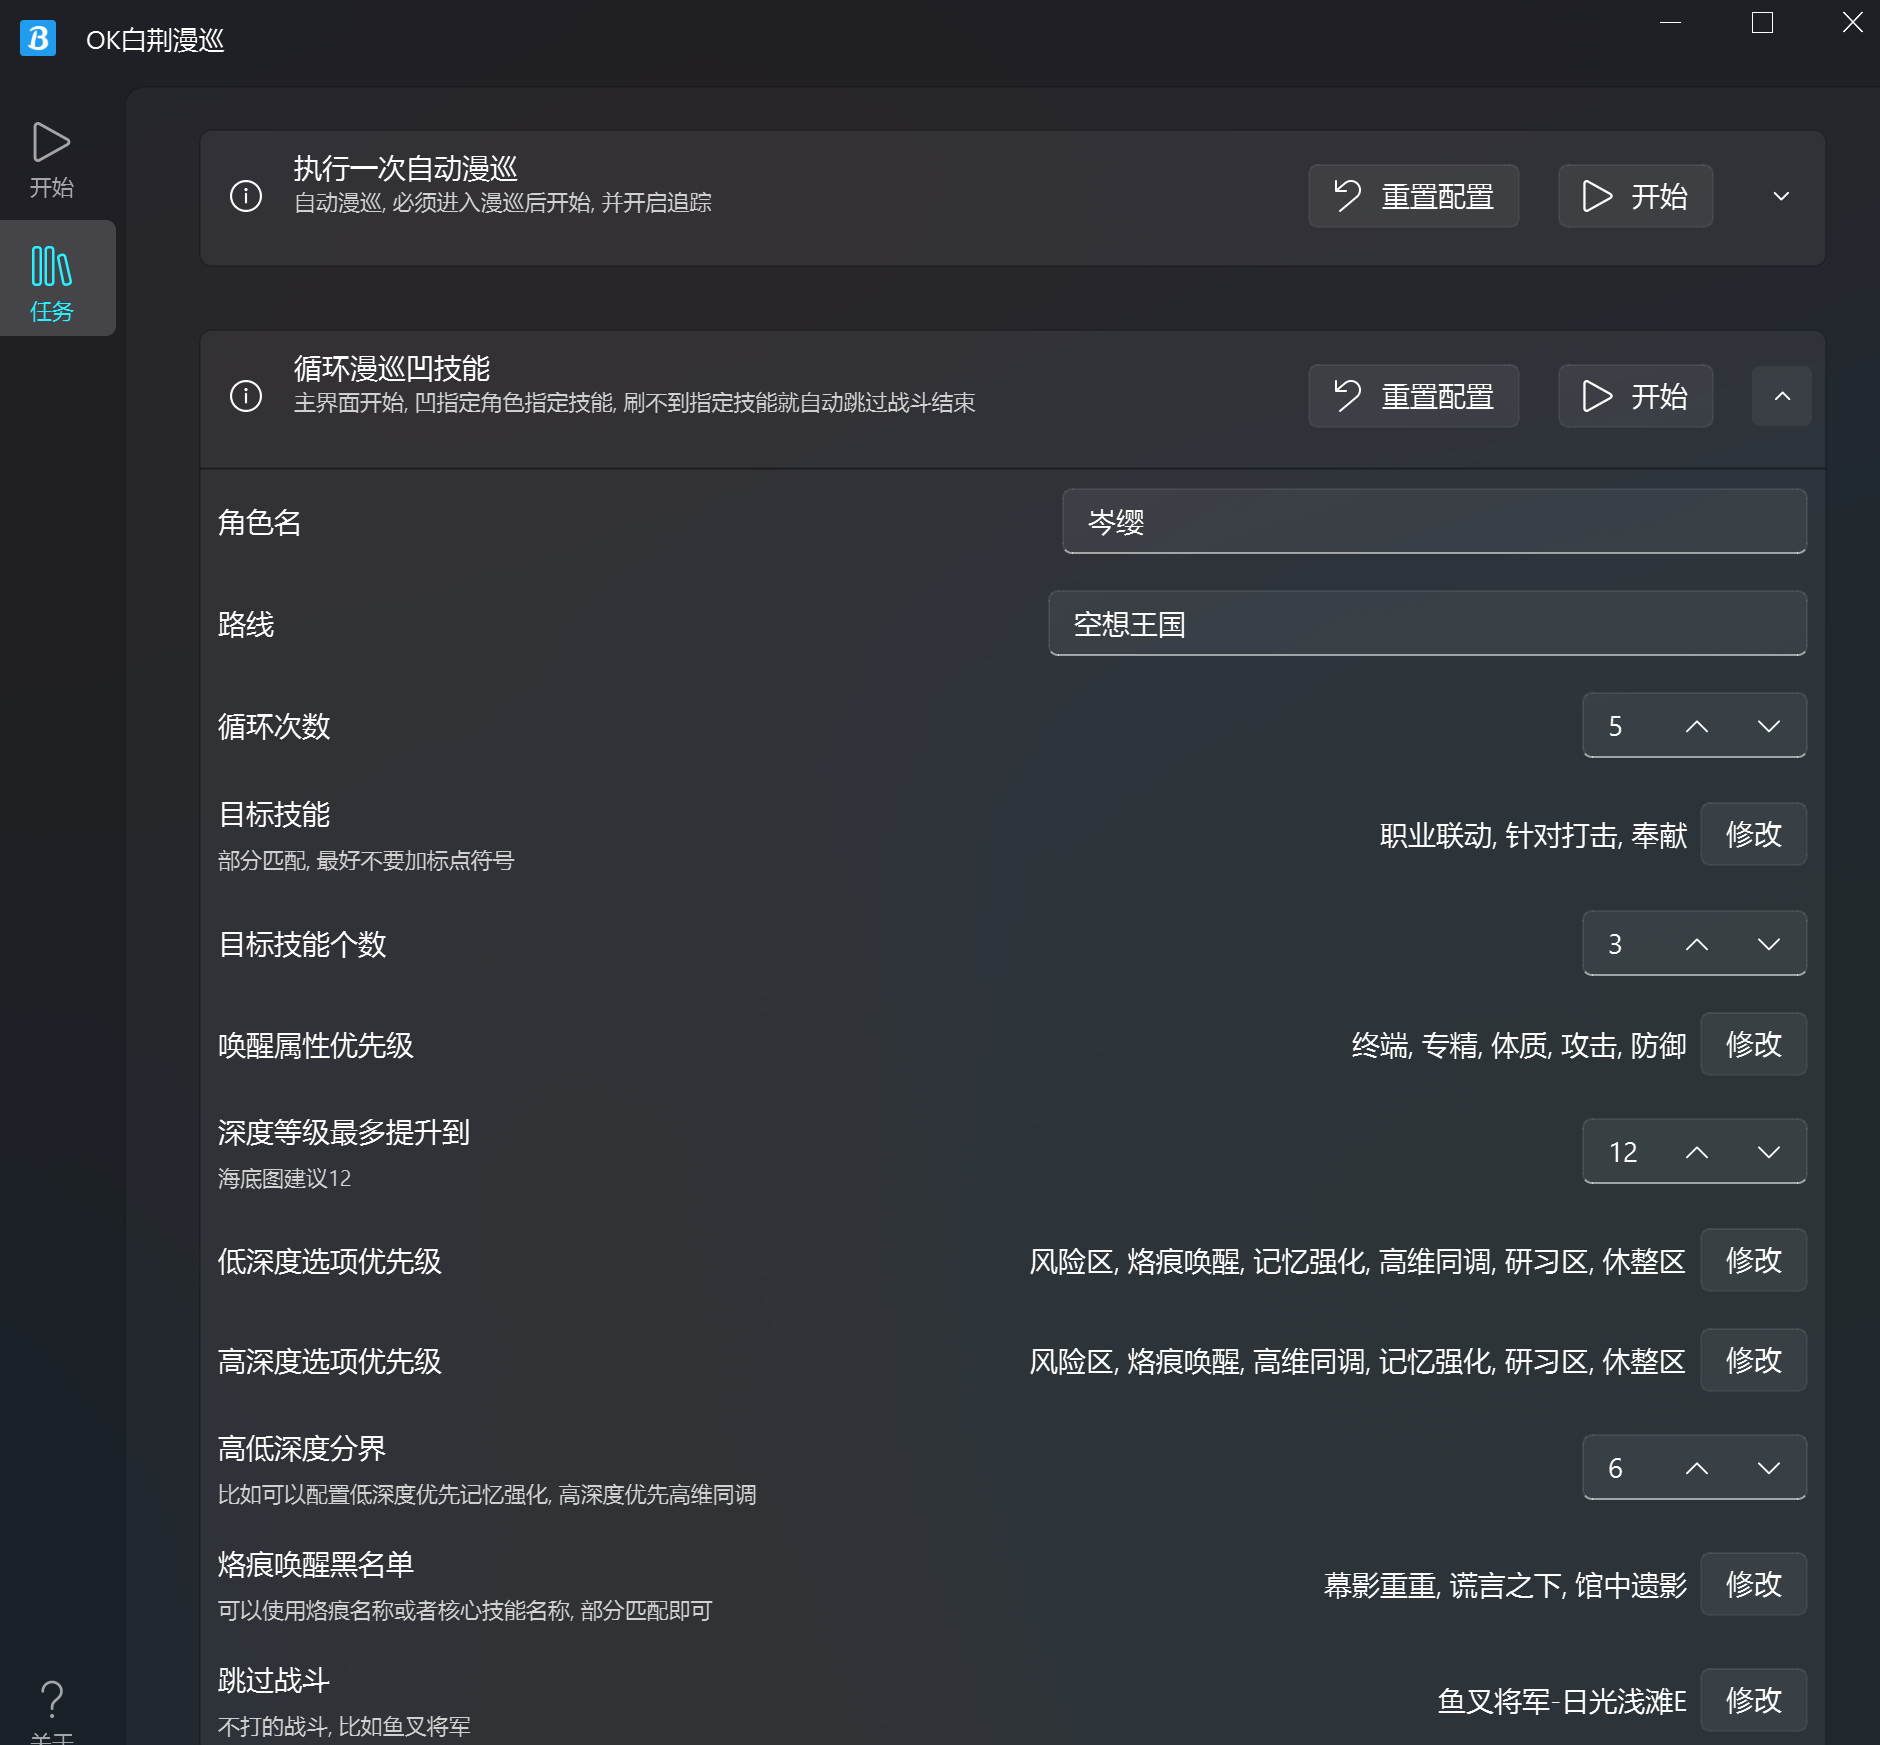 OK白荆漫巡
开始
任务
执行一次自动漫巡
自动漫巡, 必须进入漫巡后开始, 并开启追踪
重置配置
开始
循环漫巡凹技能
主界面开始, 凹指定角色指定技能, 刷不到指定技能就自动跳过战斗结束
重置配置
开始
角色名
岑缨
路线
空想王国
循环次数
5
目标技能
部分匹配, 最好不要加标点符号
职业联动, 针对打击, 奉献
修改
目标技能个数
3
唤醒属性优先级
终端, 专精, 体质, 攻击, 防御
修改
深度等级最多提升到
海底图建议12
12
低深度选项优先级
风险区, 烙痕唤醒, 记忆强化, 高维同调, 研习区, 休整区
修改
高深度选项优先级
风险区, 烙痕唤醒, 高维同调, 记忆强化, 研习区, 休整区
修改
高低深度分界
比如可以配置低深度优先记忆强化, 高深度优先高维同调
6
烙痕唤醒黑名单
可以使用烙痕名称或者核心技能名称, 部分匹配即可
幕影重重, 谎言之下, 馆中遗影
修改
跳过战斗
不打的战斗, 比如鱼叉将军
鱼叉将军-日光浅滩E
修改
关于